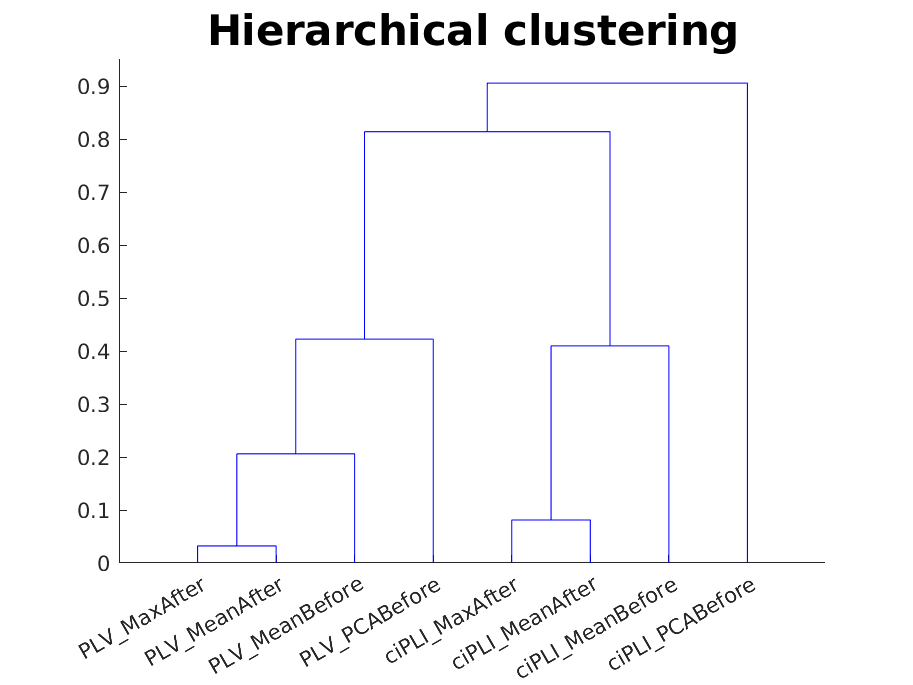 Hierarchical clustering
0.9
0.8
0.7
0.6
0.5
0.4
0.3
0.2
0.1
0
PLV_MaxAfter
PLV_MeanAfter
PLV_MeanBefore
PLV_PCABefore
ciPLI_MaxAfter
ciPLI_MeanAfter
ciPLI_MeanBefore
ciPLI_PCABefore